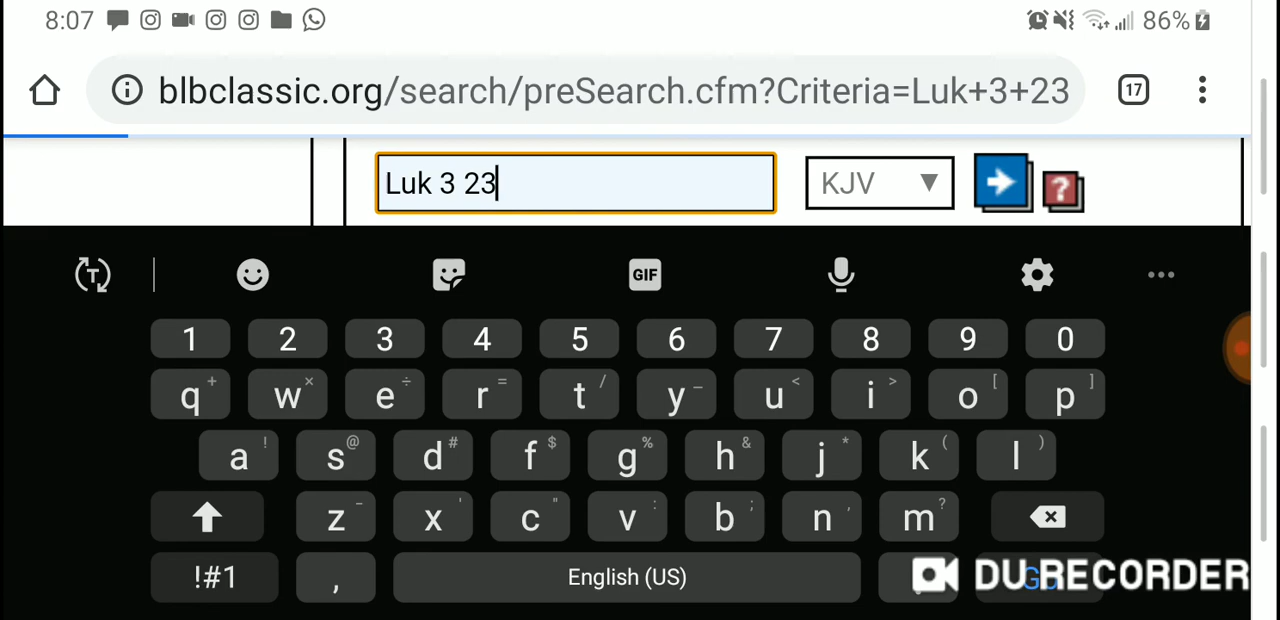 8:07 86%
blbclassic.org/search/preSearch.cfm?Criteria=Luk+3+23 17
Luk 3 23 KJV ?
GIF
1 2 3 4 5 6 7 8 9 0
q + w × e ÷ r = t / y _ u < i > o [ p ]
a ! s @ d # f $ g % h & j * k ( l )
z - x ' c " v : b ; n , m ?
!#1 , English (US)
DU RECORDER